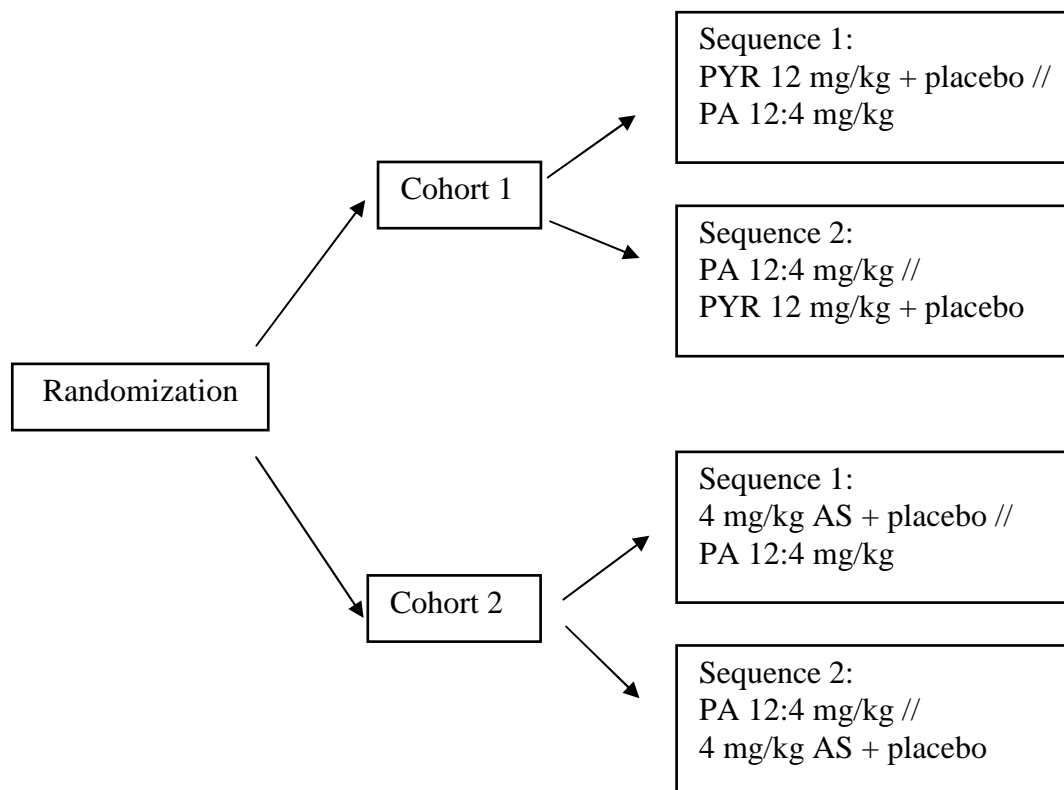 Sequence 1:
PYR 12 mg/kg + placebo //
PA 12:4 mg/kg
Cohort 1
Sequence 2:
PA 12:4 mg/kg //
PYR 12 mg/kg + placebo
Randomization
Sequence 1:
4 mg/kg AS + placebo //
PA 12:4 mg/kg
Cohort 2
Sequence 2:
PA 12:4 mg/kg //
4 mg/kg AS + placebo